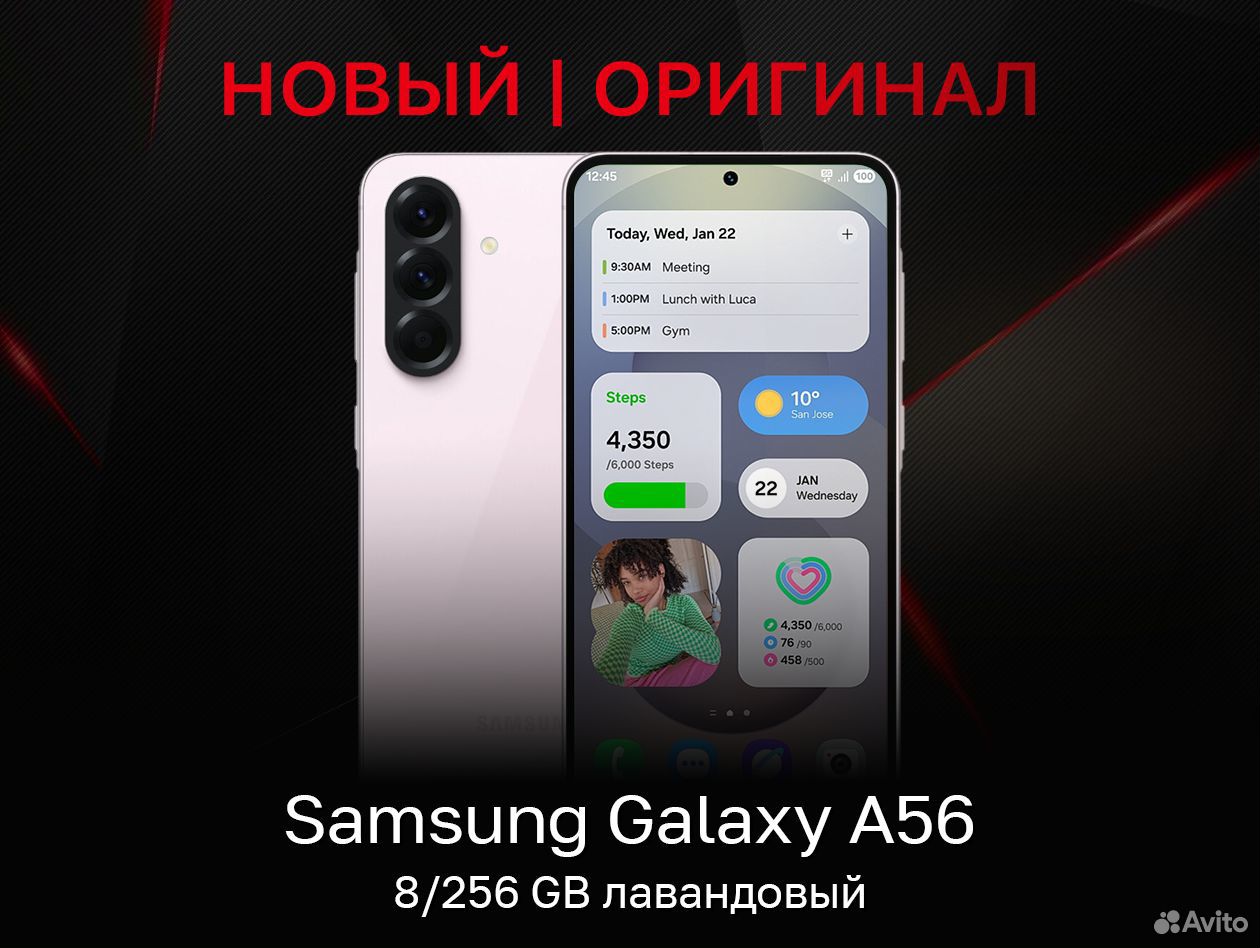 НОВЫЙ | ОРИГИНАЛ
12:45
5G
100
Today, Wed, Jan 22
+
9:30AM Meeting
1:00PM Lunch with Luca
5:00PM Gym
Steps
4,350
/6,000 Steps
10°
San Jose
22
JAN
Wednesday
4,350 /6,000
76 /90
458 /500
Samsung Galaxy A56
8/256 GB лавандовый
Avito